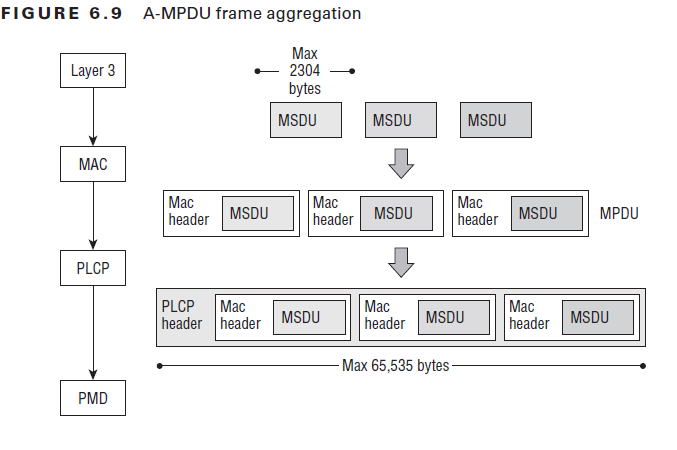 FIGURE 6.9 A-MPDU frame aggregation
Layer 3
Max
2304
bytes
MSDU
MSDU
MSDU
MAC
Mac
header
MSDU
Mac
header
MSDU
Mac
header
MSDU
MPDU
PLCP
PLCP
header
Mac
header
MSDU
Mac
header
MSDU
Mac
header
MSDU
Max 65,535 bytes
PMD